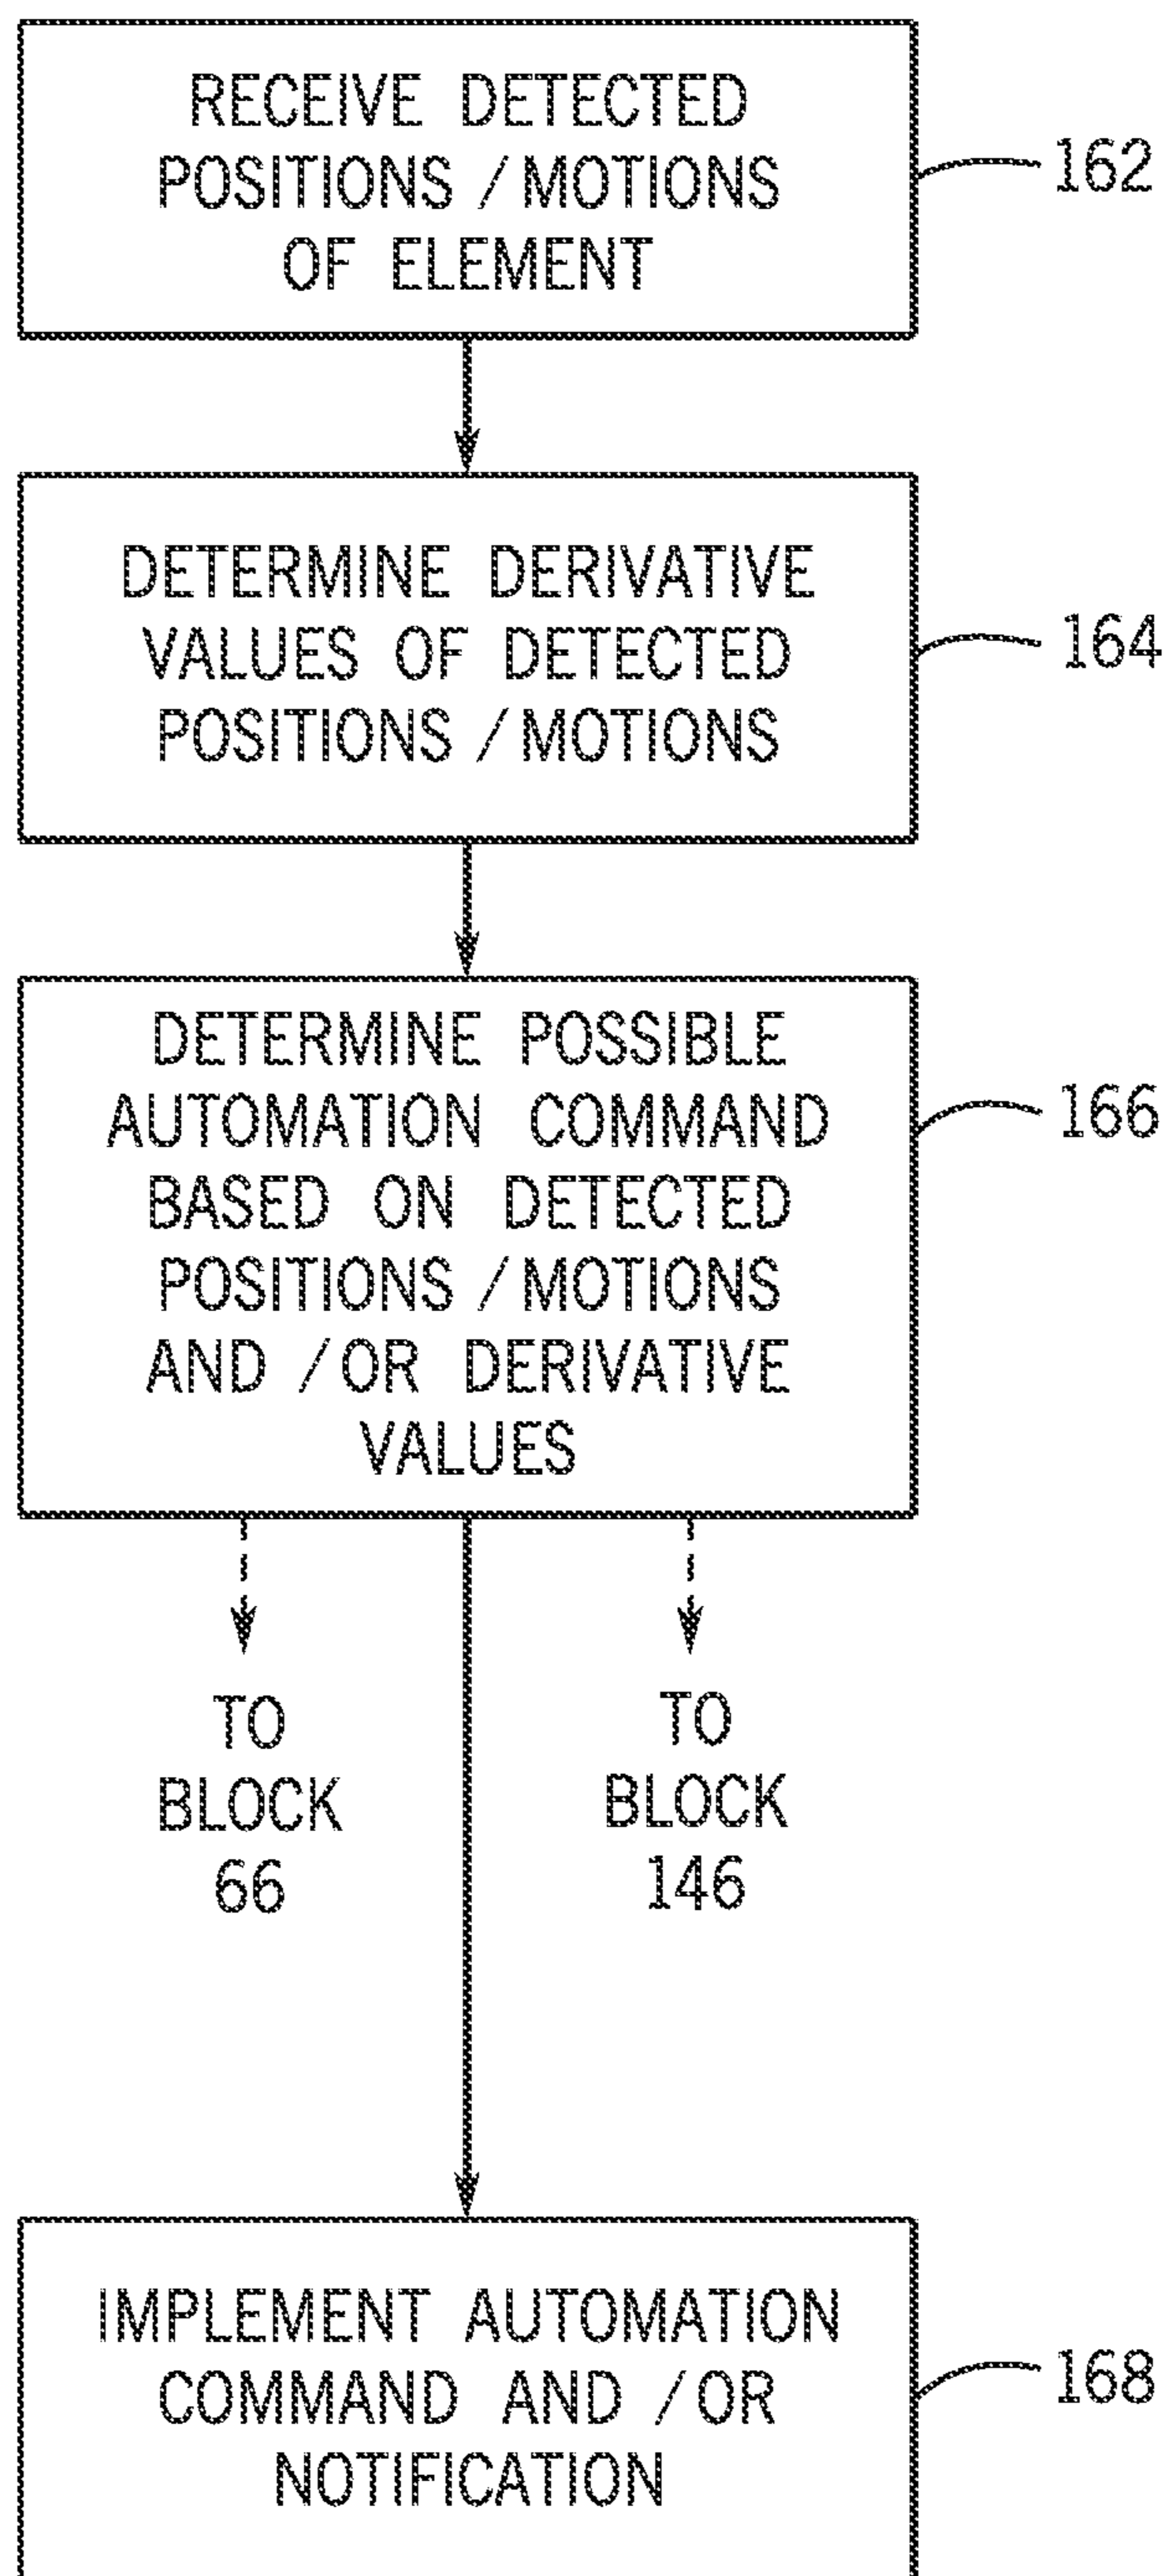 RECEIVE DETECTED
POSITIONS / MOTIONS
OF ELEMENT
162
DETERMINE DERIVATIVE
VALUES OF DETECTED
POSITIONS / MOTIONS
164
DETERMINE POSSIBLE
AUTOMATION COMMAND
BASED ON DETECTED
POSITIONS / MOTIONS
AND / OR DERIVATIVE
VALUES
166
TO
BLOCK
66
TO
BLOCK
146
IMPLEMENT AUTOMATION
COMMAND AND / OR
NOTIFICATION
168